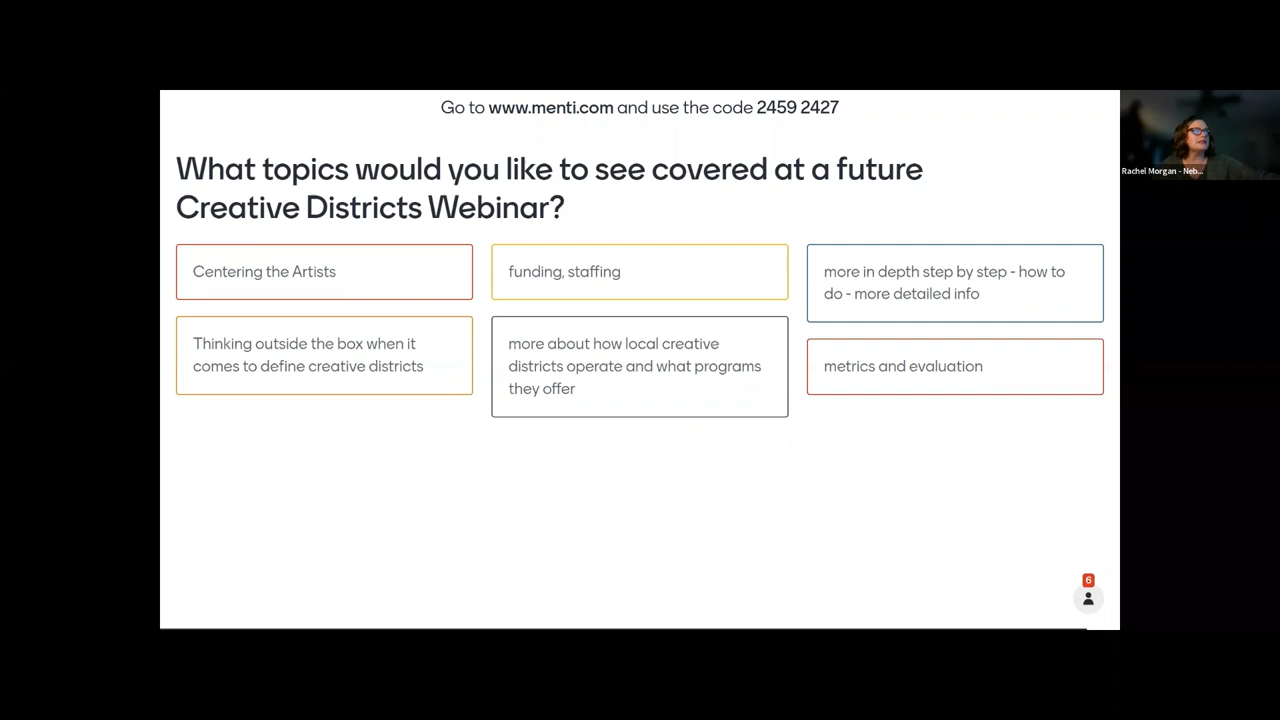 Go to www.menti.com and use the code 2459 2427
What topics would you like to see covered at a future
Creative Districts Webinar?
Centering the Artists
funding, staffing
more in depth step by step - how to
do - more detailed info
Thinking outside the box when it
comes to define creative districts
more about how local creative
districts operate and what programs
they offer
metrics and evaluation
6
Rachel Morgan - Neb...